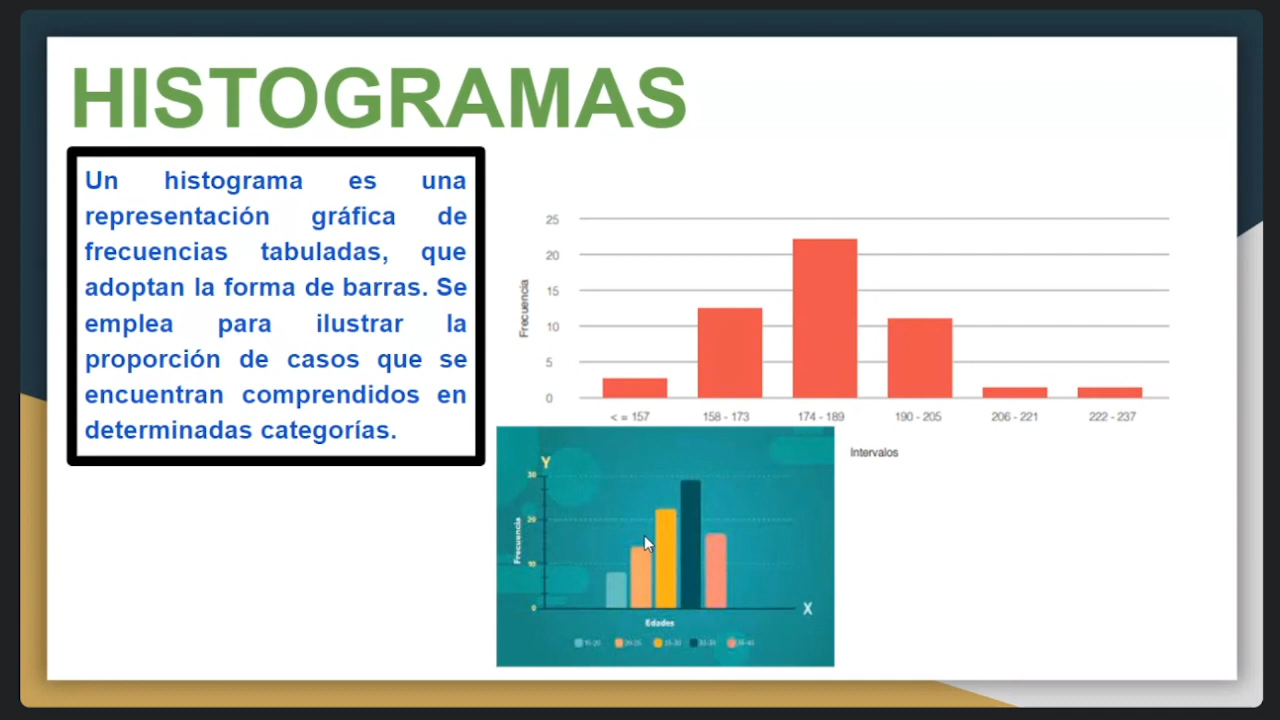 HISTOGRAMAS
Un histograma es una
representación gráfica de
frecuencias tabuladas, que
adoptan la forma de barras. Se
emplea para ilustrar la
proporción de casos que se
encuentran comprendidos en
determinadas categorías.
25
20
15
10
5
0
Frecuencia
< = 157 158 - 173 174 - 189 190 - 205 206 - 221 222 - 237
Intervalos
Y
30
20
10
0
Frecuencia
X
Edades